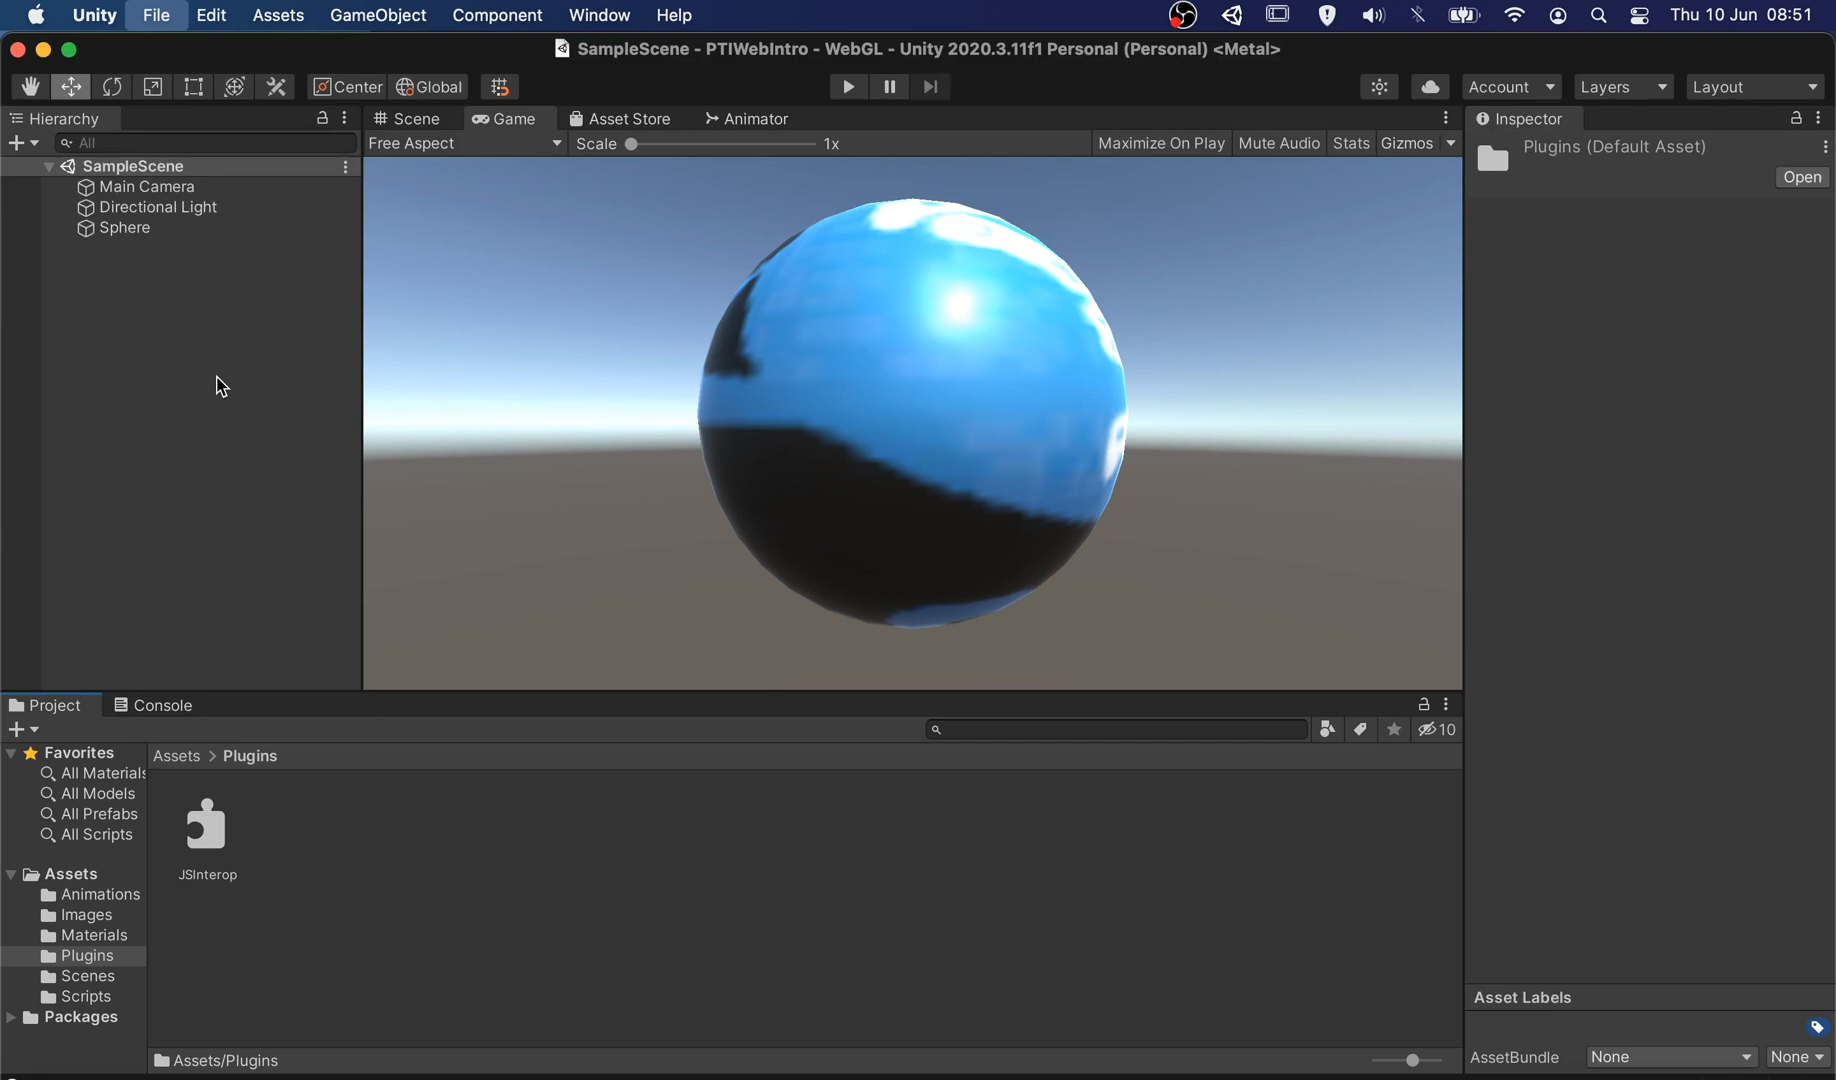 Unity File Edit Assets GameObject Component Window Help Thu 10 Jun 08:51
SampleScene - PTIWebIntro - WebGL - Unity 2020.3.11f1 Personal (Personal) <Metal>
Center Global Account Layers Layout
Hierarchy Scene Game Asset Store Animator Inspector
All Free Aspect Scale 1x Maximize On Play Mute Audio Stats Gizmos Plugins (Default Asset)
SampleScene Open
Main Camera
Directional Light
Sphere
Project Console
10
Favorites Assets > Plugins
All Materials
All Models
All Prefabs
All Scripts
JSInterop
Assets
Animations
Images
Materials
Plugins
Scenes
Scripts
Packages
Asset Labels
Assets/Plugins AssetBundle None None